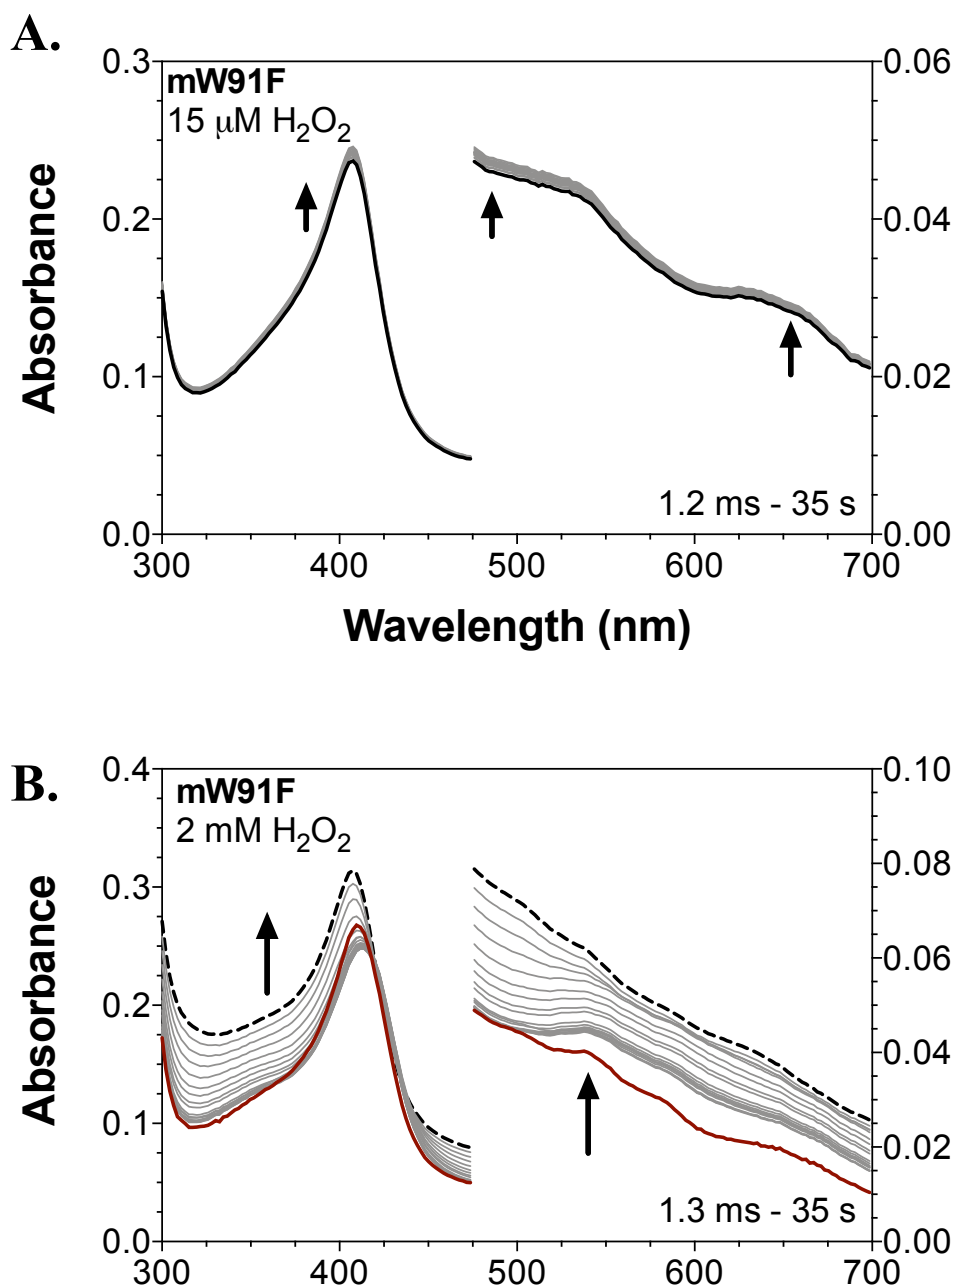 A.
mW91F
15 μM H₂O₂
0.3
0.2
0.1
0.0
0.06
0.04
0.02
0.00
Absorbance
1.2 ms - 35 s
300 400 500 600 700
Wavelength (nm)
B.
mW91F
2 mM H₂O₂
0.4
0.3
0.2
0.1
0.0
0.10
0.08
0.06
0.04
0.02
0.00
Absorbance
1.3 ms - 35 s
300 400 500 600 700